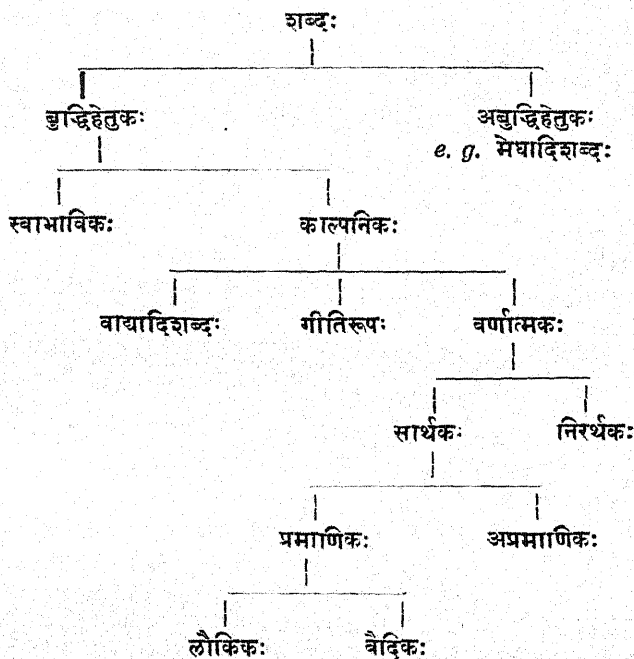 शब्दः
बुद्धिहेतुकः अबुद्धिहेतुकः
e. g. मेघादिशब्दः
स्वाभाविकः काल्पनिकः
वाद्यादिशब्दः गीतिरूपः वर्णात्मकः
सार्थकः निरर्थकः
प्रमाणिकः अप्रमाणिकः
लौकिकः वैदिकः